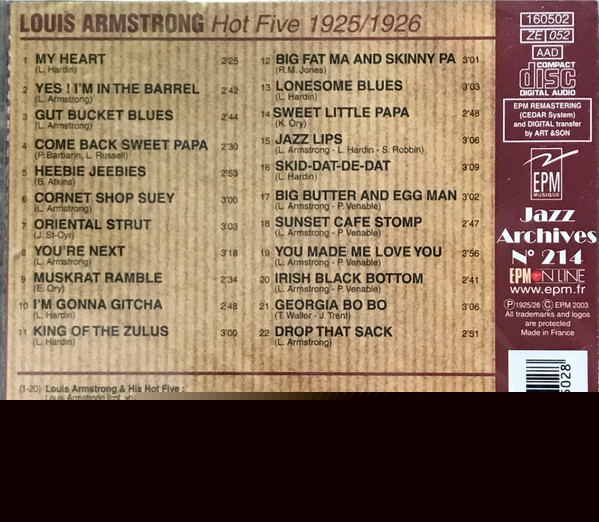 LOUIS ARMSTRONG Hot Five 1925/1926
1 MY HEART 2'25
(L. Hardin)
2 YES ! I'M IN THE BARREL 2'42
(L. Armstrong)
3 GUT BUCKET BLUES 2'44
(L. Armstrong)
4 COME BACK SWEET PAPA 2'30
(P. Barbarin, L. Russell)
5 HEEBIE JEEBIES 2'53
(B. Atkins)
6 CORNET SHOP SUEY 3'00
(L. Armstrong)
7 ORIENTAL STRUT 3'03
(J. St-Cyr)
8 YOU'RE NEXT 3'18
(L. Armstrong)
9 MUSKRAT RAMBLE 2'34
(E. Ory)
10 I'M GONNA GITCHA 2'48
(L. Hardin)
11 KING OF THE ZULUS 3'00
(L. Hardin)
12 BIG FAT MA AND SKINNY PA 3'01
(R.M. Jones)
13 LONESOME BLUES 3'03
(L. Hardin)
14 SWEET LITTLE PAPA 2'48
(K. Ory)
15 JAZZ LIPS 3'06
(L. Armstrong - L. Hardin - S. Robbin)
16 SKID-DAT-DE-DAT 3'09
(L. Hardin)
17 BIG BUTTER AND EGG MAN 3'02
(L. Armstrong - P. Venable)
18 SUNSET CAFE STOMP 2'47
(L. Armstrong - P. Venable)
19 YOU MADE ME LOVE YOU 2'56
(L. Armstrong - P. Venable)
20 IRISH BLACK BOTTOM 2'41
(L. Armstrong - P. Venable)
21 GEORGIA BO BO 3'06
(T. Waller - J. Trent)
22 DROP THAT SACK 2'51
(L. Armstrong)
(1-20) Louis Armstrong & His Hot Five :
160502
ZE 052
AAD
COMPACT
disc
DIGITAL AUDIO
EPM REMASTERING
(CEDAR System)
and DIGITAL transfer
by ART &SON
EPM
MUSIQUE
Jazz
Archives
N° 214
EPM ONLINE
www.epm.fr
Ⓟ 1925/26 Ⓒ EPM 2003
All trademarks and logos
are protected
Made in France
5028